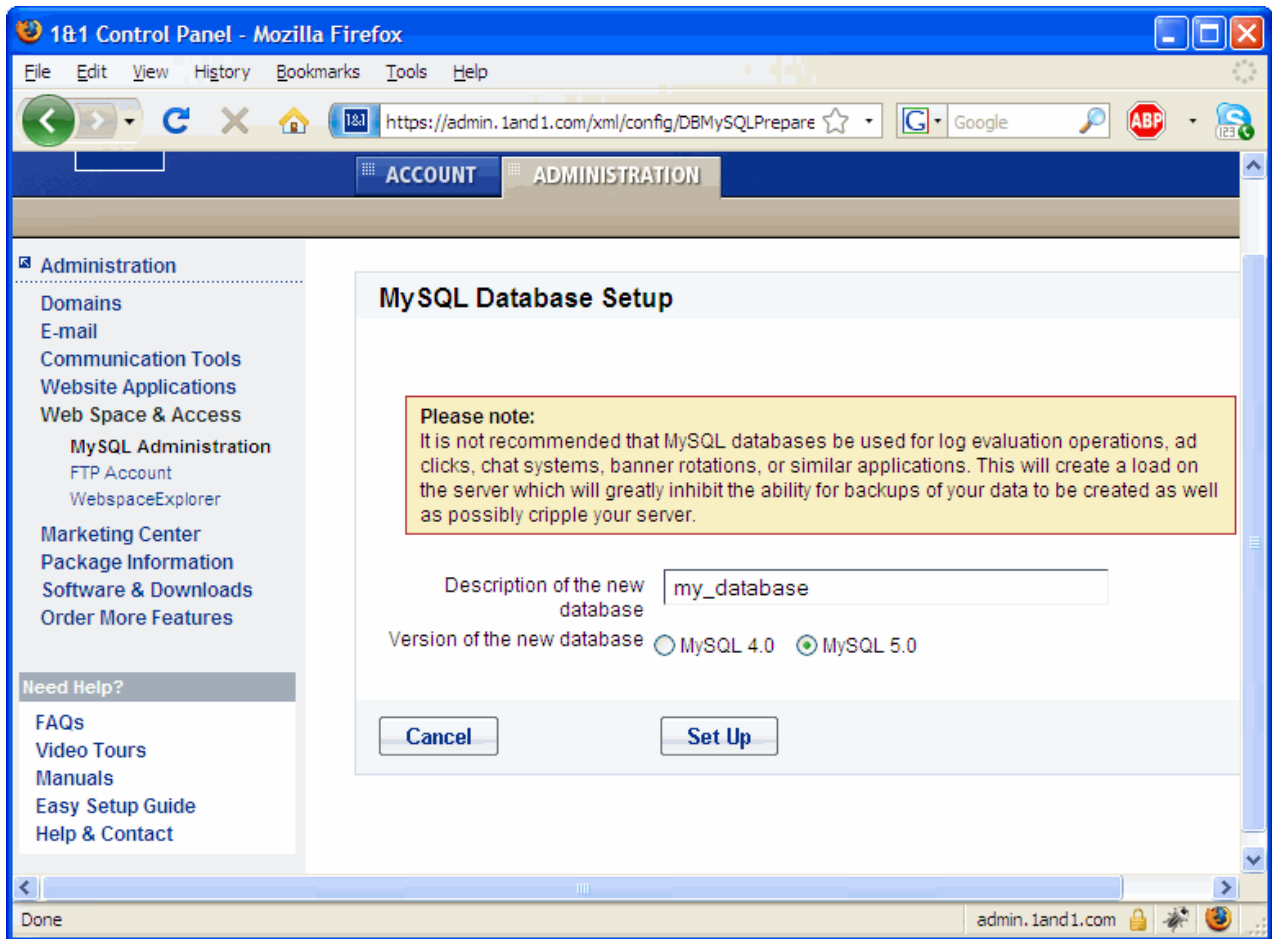 1&1 Control Panel - Mozilla Firefox
File Edit View History Bookmarks Tools Help
1&1 https://admin.1and1.com/xml/config/DBMySQLPrepare G Google ABP 123
ACCOUNT ADMINISTRATION
Administration
Domains
E-mail
Communication Tools
Website Applications
Web Space & Access
MySQL Administration
FTP Account
WebspaceExplorer
Marketing Center
Package Information
Software & Downloads
Order More Features
Need Help?
FAQs
Video Tours
Manuals
Easy Setup Guide
Help & Contact
MySQL Database Setup
Please note:
It is not recommended that MySQL databases be used for log evaluation operations, ad
clicks, chat systems, banner rotations, or similar applications. This will create a load on
the server which will greatly inhibit the ability for backups of your data to be created as well
as possibly cripple your server.
Description of the new
database
my_database
Version of the new database MySQL 4.0 MySQL 5.0
Cancel Set Up
Done admin.1and1.com